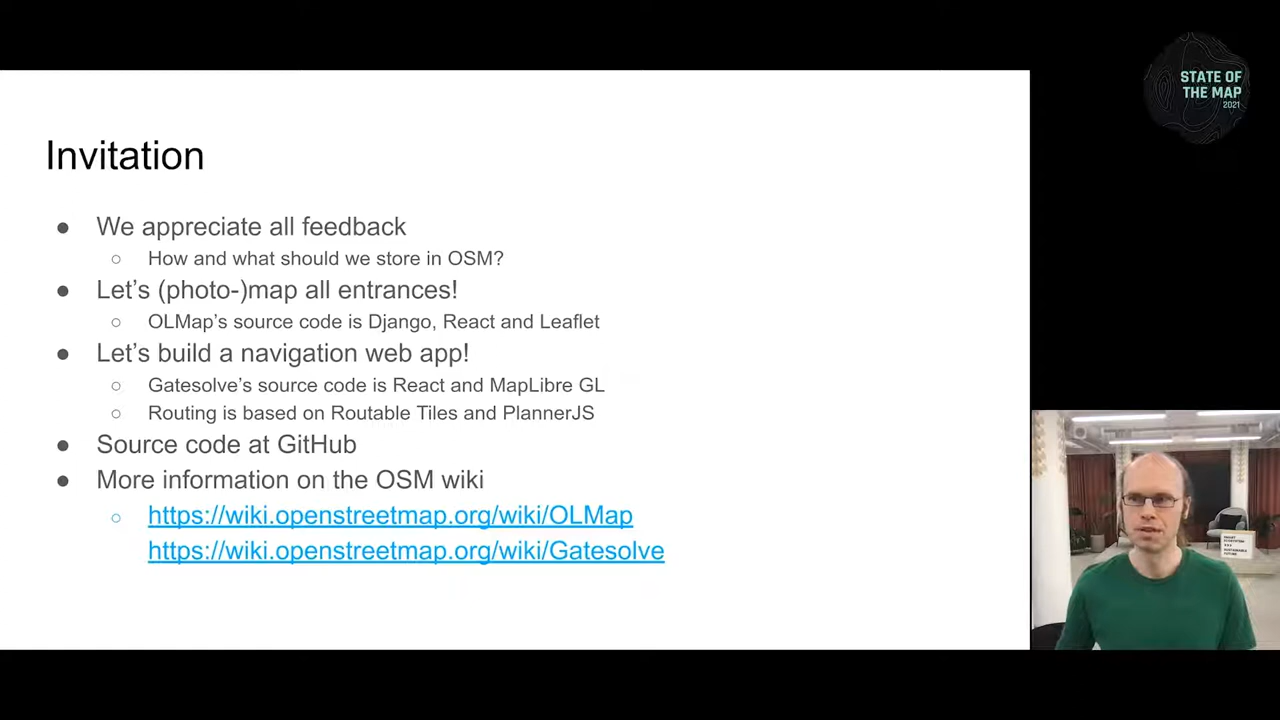 STATE OF
THE MAP
2021
Invitation
● We appreciate all feedback
○ How and what should we store in OSM?
● Let’s (photo-)map all entrances!
○ OLMap’s source code is Django, React and Leaflet
● Let’s build a navigation web app!
○ Gatesolve’s source code is React and MapLibre GL
○ Routing is based on Routable Tiles and PlannerJS
● Source code at GitHub
● More information on the OSM wiki
○ https://wiki.openstreetmap.org/wiki/OLMap
https://wiki.openstreetmap.org/wiki/Gatesolve